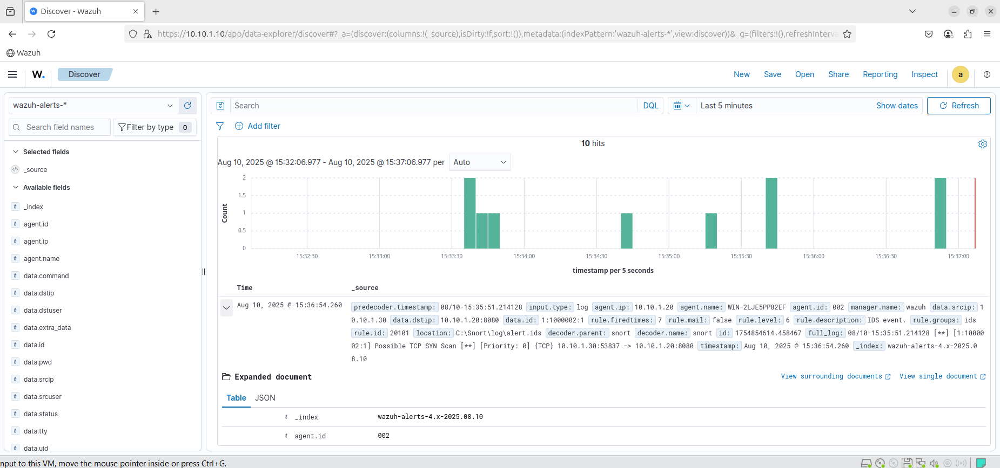 Discover - Wazuh
https://10.10.1.10/app/data-explorer/discover#?_a=(discover:(columns:!(_source),isDirty:!f,sort:!()),metadata:(indexPattern:'wazuh-alerts-*',view:discover))&_g=(filters:!(),refreshInterva
Wazuh
W. Discover New Save Open Share Reporting Inspect a
wazuh-alerts-*
Search DQL Last 5 minutes Show dates Refresh
Search field names Filter by type 0
Add filter
Selected fields
_source
Available fields
t _index
t agent.id
t agent.ip
t agent.name
t data.command
t data.dstip
t data.dstuser
t data.extra_data
t data.id
t data.pwd
t data.srcip
t data.srcuser
t data.status
t data.tty
t data.uid
10 hits
Aug 10, 2025 @ 15:32:06.977 - Aug 10, 2025 @ 15:37:06.977 per Auto
Count
2
1.5
1
0.5
0
15:32:30 15:33:00 15:33:30 15:34:00 15:34:30 15:35:00 15:35:30 15:36:00 15:36:30 15:37:00
timestamp per 5 seconds
Time _source
Aug 10, 2025 @ 15:36:54.260 predecoder.timestamp: 08/10-15:35:51.214128 input.type: log agent.ip: 10.10.1.20 agent.name: WIN-2LJE5PP82EF agent.id: 002 manager.name: wazuh data.srcip: 1
0.10.1.30 data.dstip: 10.10.1.20:8080 data.id: 1:1000002:1 rule.firedtimes: 7 rule.mail: false rule.level: 6 rule.description: IDS event. rule.groups: ids
rule.id: 20101 location: C:\Snort\log\alert.ids decoder.parent: snort decoder.name: snort id: 1754854614.458467 full_log: 08/10-15:35:51.214128 [**] [1:10000
02:1] Possible TCP SYN Scan [**] [Priority: 0] {TCP} 10.10.1.30:53837 -> 10.10.1.20:8080 timestamp: Aug 10, 2025 @ 15:36:54.260 _index: wazuh-alerts-4.x-2025.0
8.10
Expanded document View surrounding documents View single document
Table JSON
t _index wazuh-alerts-4.x-2025.08.10
t agent.id 002
nput to this VM, move the mouse pointer inside or press Ctrl+G.